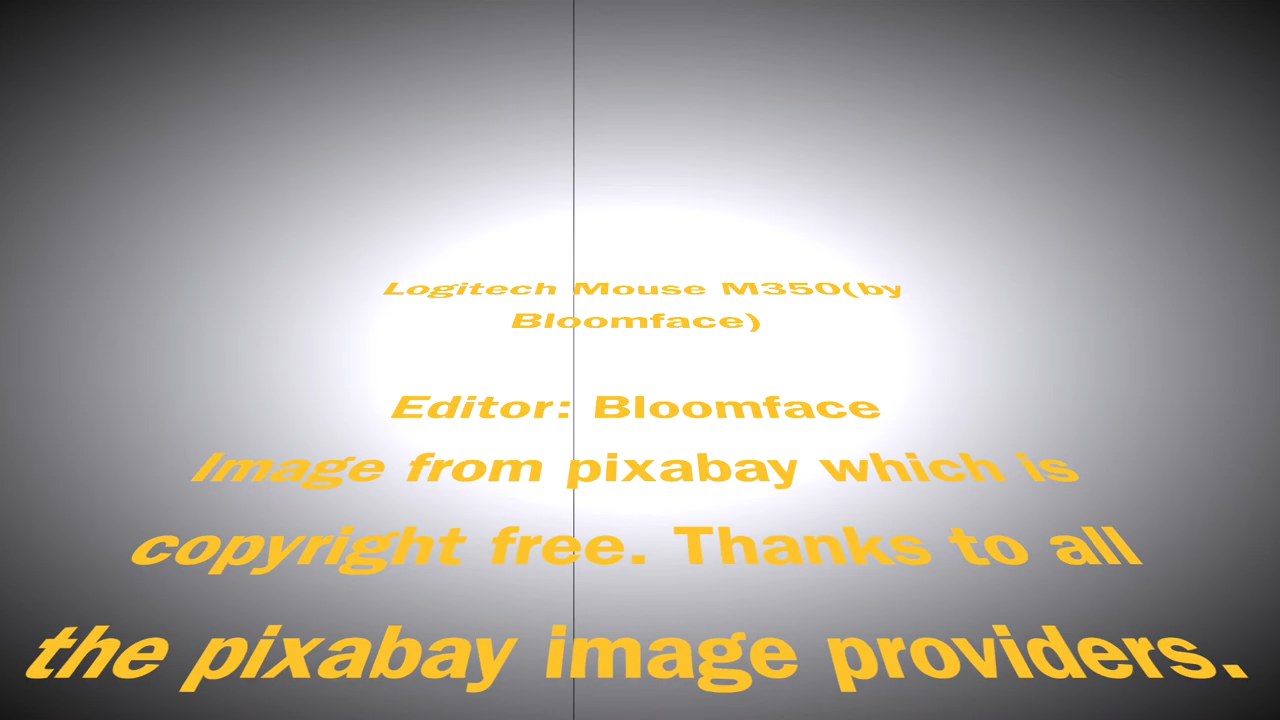 Logitech Mouse M350(by
Bloomface)
Editor: Bloomface
Image from pixabay which is
copyright free. Thanks to all
the pixabay image providers.